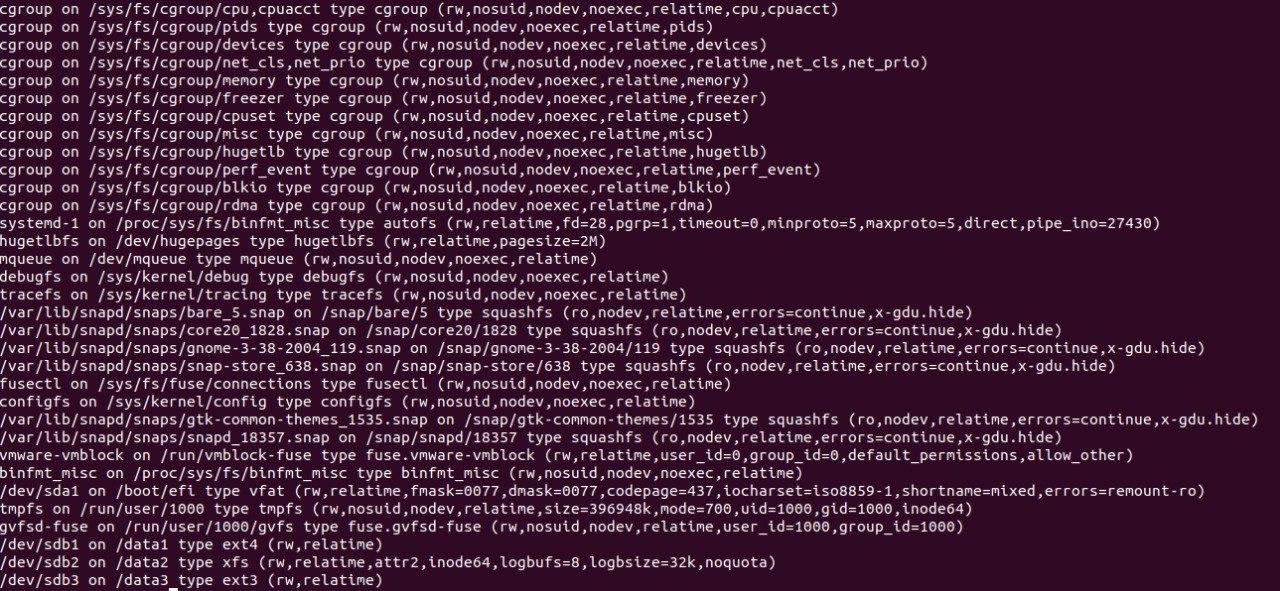 cgroup on /sys/fs/cgroup/cpu,cpuacct type cgroup (rw,nosuid,nodev,noexec,relatime,cpu,cpuacct)
cgroup on /sys/fs/cgroup/pids type cgroup (rw,nosuid,nodev,noexec,relatime,pids)
cgroup on /sys/fs/cgroup/devices type cgroup (rw,nosuid,nodev,noexec,relatime,devices)
cgroup on /sys/fs/cgroup/net_cls,net_prio type cgroup (rw,nosuid,nodev,noexec,relatime,net_cls,net_prio)
cgroup on /sys/fs/cgroup/memory type cgroup (rw,nosuid,nodev,noexec,relatime,memory)
cgroup on /sys/fs/cgroup/freezer type cgroup (rw,nosuid,nodev,noexec,relatime,freezer)
cgroup on /sys/fs/cgroup/cpuset type cgroup (rw,nosuid,nodev,noexec,relatime,cpuset)
cgroup on /sys/fs/cgroup/misc type cgroup (rw,nosuid,nodev,noexec,relatime,misc)
cgroup on /sys/fs/cgroup/hugetlb type cgroup (rw,nosuid,nodev,noexec,relatime,hugetlb)
cgroup on /sys/fs/cgroup/perf_event type cgroup (rw,nosuid,nodev,noexec,relatime,perf_event)
cgroup on /sys/fs/cgroup/blkio type cgroup (rw,nosuid,nodev,noexec,relatime,blkio)
cgroup on /sys/fs/cgroup/rdma type cgroup (rw,nosuid,nodev,noexec,relatime,rdma)
systemd-1 on /proc/sys/fs/binfmt_misc type autofs (rw,relatime,fd=28,pgrp=1,timeout=0,minproto=5,maxproto=5,direct,pipe_ino=27430)
hugetlbfs on /dev/hugepages type hugetlbfs (rw,relatime,pagesize=2M)
mqueue on /dev/mqueue type mqueue (rw,nosuid,nodev,noexec,relatime)
debugfs on /sys/kernel/debug type debugfs (rw,nosuid,nodev,noexec,relatime)
tracefs on /sys/kernel/tracing type tracefs (rw,nosuid,nodev,noexec,relatime)
/var/lib/snapd/snaps/bare_5.snap on /snap/bare/5 type squashfs (ro,nodev,relatime,errors=continue,x-gdu.hide)
/var/lib/snapd/snaps/core20_1828.snap on /snap/core20/1828 type squashfs (ro,nodev,relatime,errors=continue,x-gdu.hide)
/var/lib/snapd/snaps/gnome-3-38-2004_119.snap on /snap/gnome-3-38-2004/119 type squashfs (ro,nodev,relatime,errors=continue,x-gdu.hide)
/var/lib/snapd/snaps/snap-store_638.snap on /snap/snap-store/638 type squashfs (ro,nodev,relatime,errors=continue,x-gdu.hide)
fusectl on /sys/fs/fuse/connections type fusectl (rw,nosuid,nodev,noexec,relatime)
configfs on /sys/kernel/config type configfs (rw,nosuid,nodev,noexec,relatime)
/var/lib/snapd/snaps/gtk-common-themes_1535.snap on /snap/gtk-common-themes/1535 type squashfs (ro,nodev,relatime,errors=continue,x-gdu.hide)
/var/lib/snapd/snaps/snapd_18357.snap on /snap/snapd/18357 type squashfs (ro,nodev,relatime,errors=continue,x-gdu.hide)
vmware-vmblock on /run/vmblock-fuse type fuse.vmware-vmblock (rw,relatime,user_id=0,group_id=0,default_permissions,allow_other)
binfmt_misc on /proc/sys/fs/binfmt_misc type binfmt_misc (rw,nosuid,nodev,noexec,relatime)
/dev/sda1 on /boot/efi type vfat (rw,relatime,fmask=0077,dmask=0077,codepage=437,iocharset=iso8859-1,shortname=mixed,errors=remount-ro)
tmpfs on /run/user/1000 type tmpfs (rw,nosuid,nodev,relatime,size=396948k,mode=700,uid=1000,gid=1000,inode64)
gvfsd-fuse on /run/user/1000/gvfs type fuse.gvfsd-fuse (rw,nosuid,nodev,relatime,user_id=1000,group_id=1000)
/dev/sdb1 on /data1 type ext4 (rw,relatime)
/dev/sdb2 on /data2 type xfs (rw,relatime,attr2,inode64,logbufs=8,logbsize=32k,noquota)
/dev/sdb3 on /data3 type ext3 (rw,relatime)